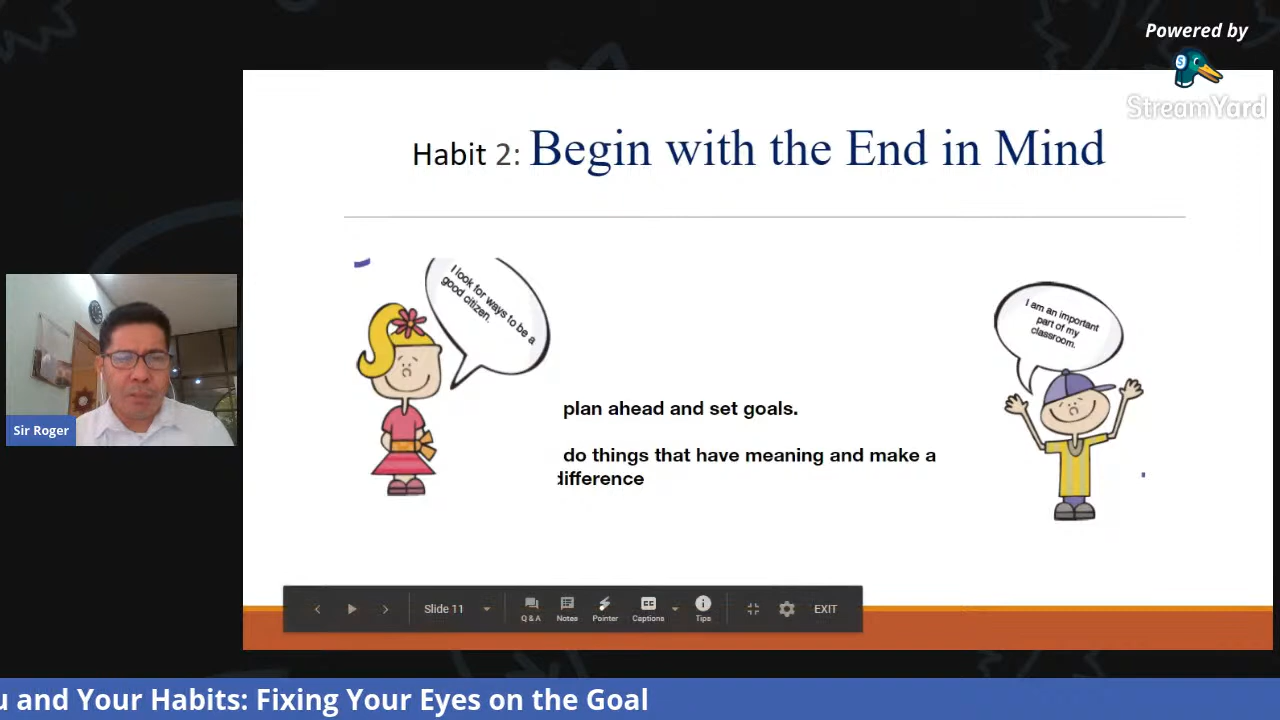 Powered by
StreamYard
Habit 2: Begin with the End in Mind
I look for ways to be a
good citizen.
I am an important
part of my
classroom.
plan ahead and set goals.
do things that have meaning and make a
difference
Sir Roger
Slide 11
Q & A
Notes
Pointer
CC
Captions
Tips
EXIT
u and Your Habits: Fixing Your Eyes on the Goal